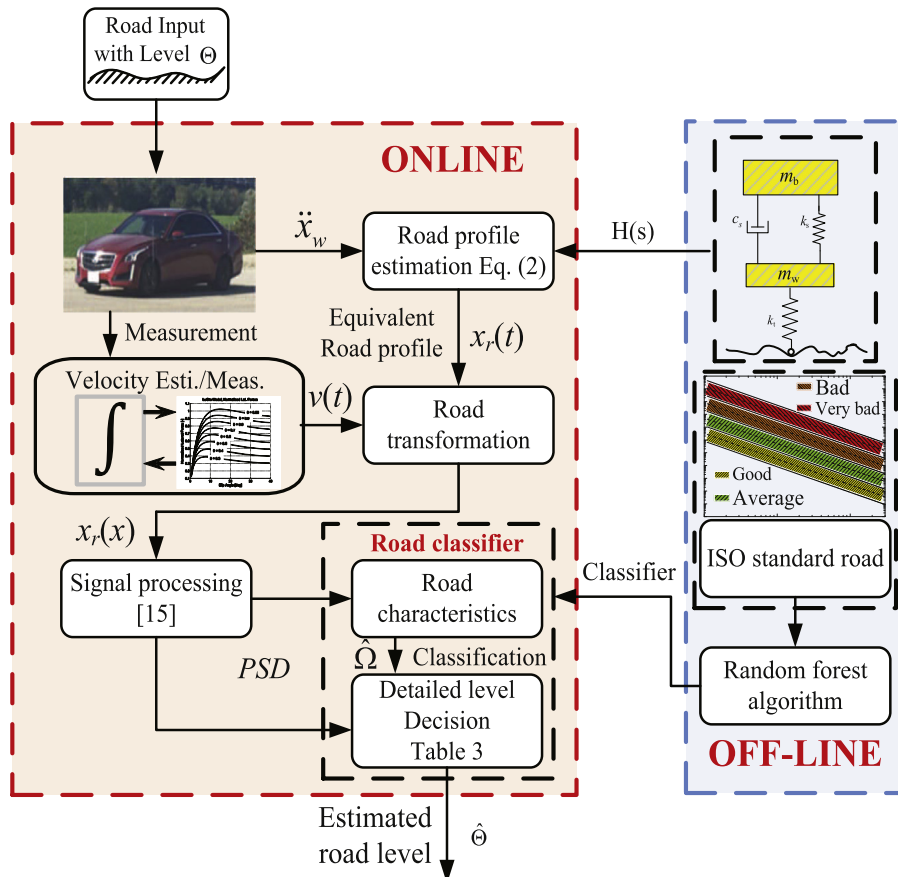 Road Input
with Level Θ
ONLINE
ẍ_w
Road profile
estimation Eq. (2)
H(s)
m_b
c_s
k_s
m_w
k_t
Measurement
Equivalent
Road profile
x_r(t)
Velocity Esti./Meas.
∫
v(t)
Road
transformation
Bad
Very bad
Good
Average
ISO standard road
x_r(x)
Road classifier
Signal processing
[15]
Road
characteristics
Classifier
Ω̂
Classification
PSD
Detailed level
Decision
Table 3
Random forest
algorithm
OFF-LINE
Estimated
road level
Θ̂